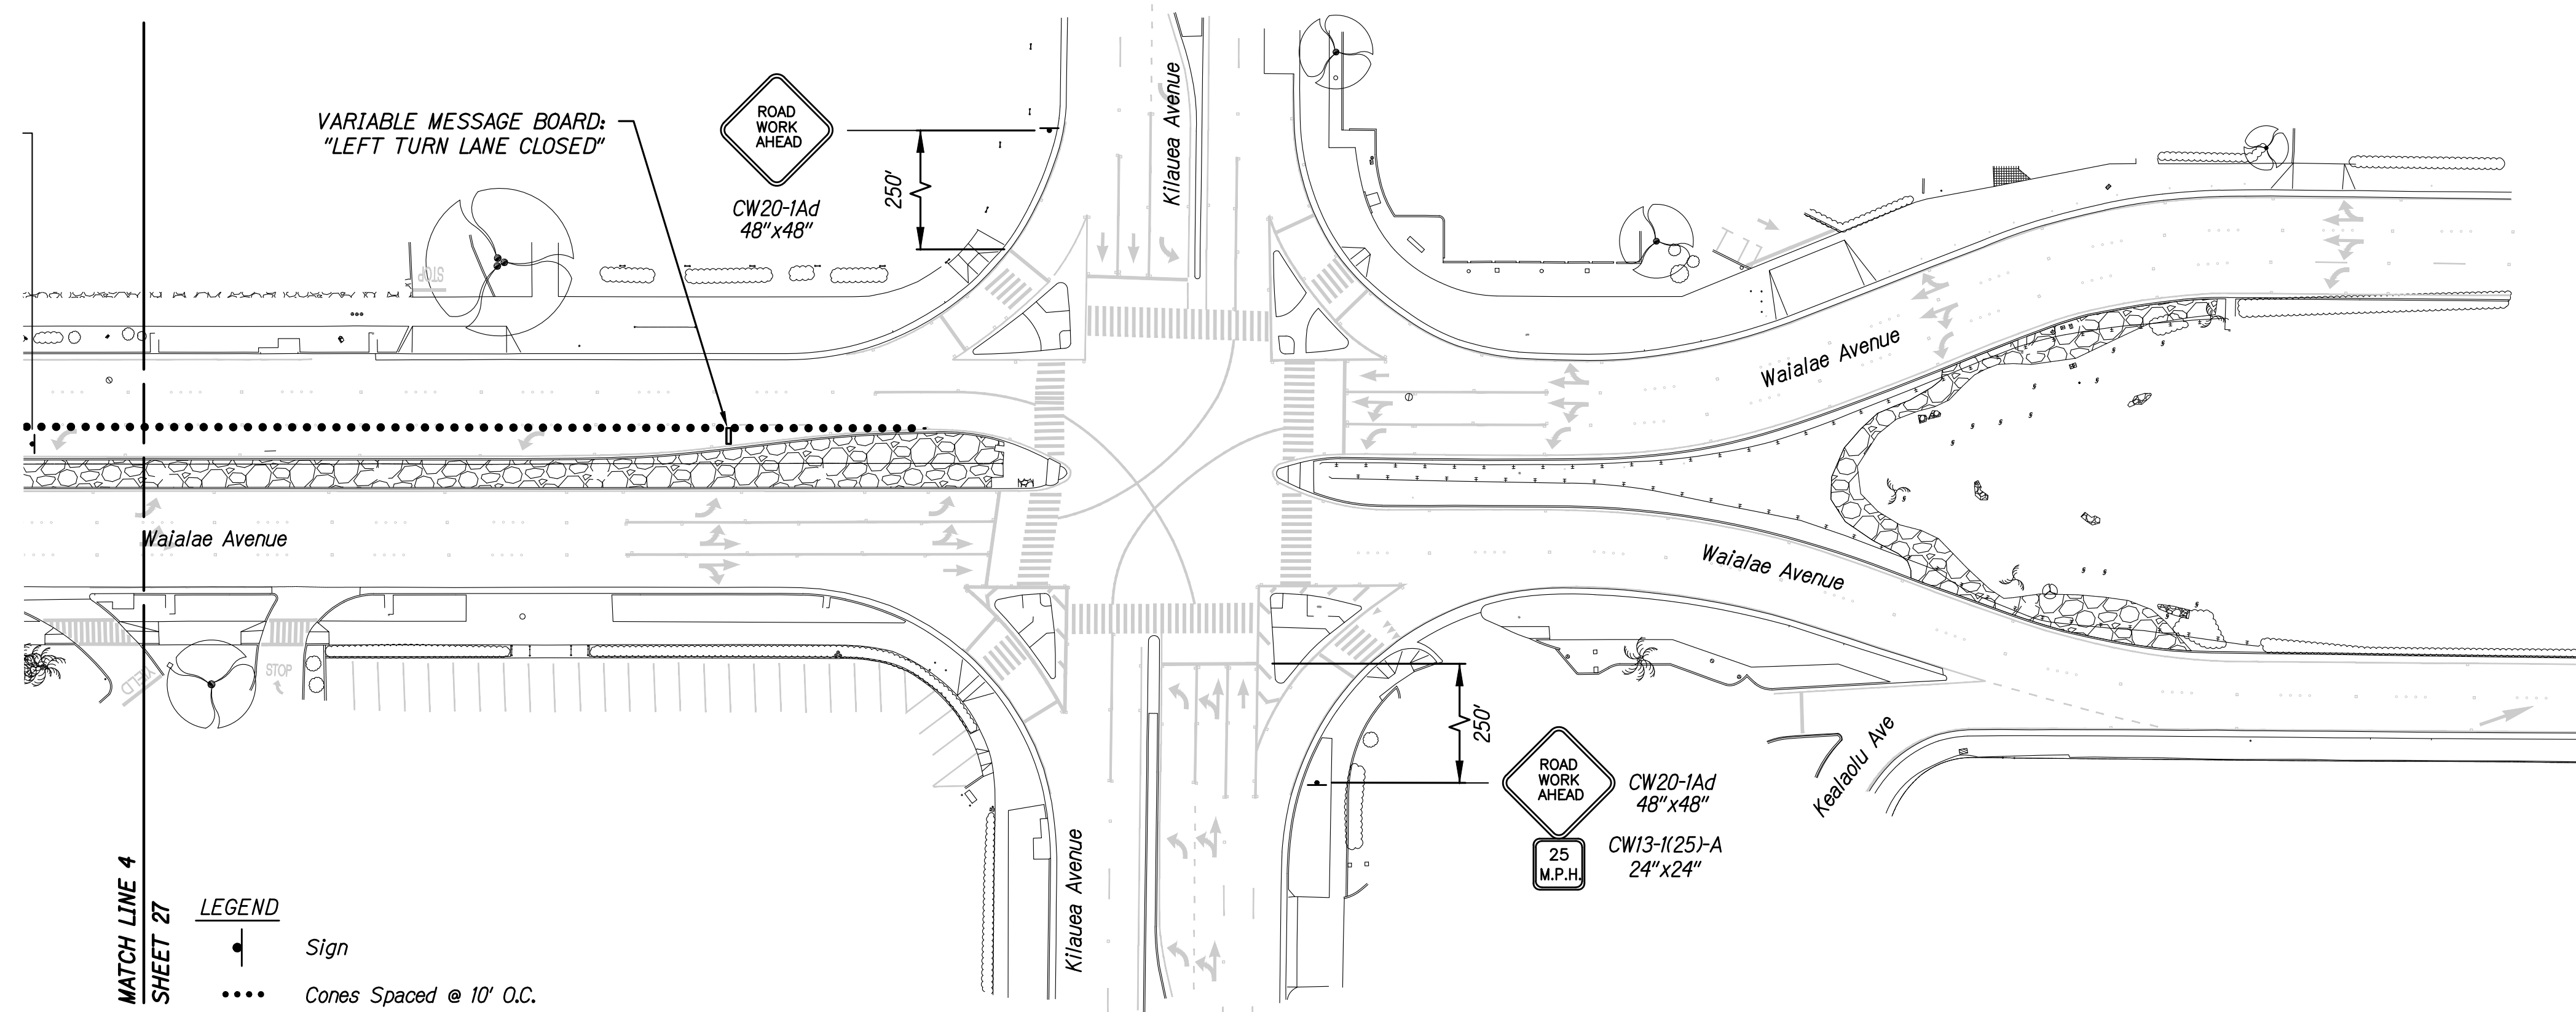 VARIABLE MESSAGE BOARD:
"LEFT TURN LANE CLOSED"
ROAD
WORK
AHEAD
CW20-1Ad
48"x48"
250'
Kilauea Avenue
STOP
Waialae Avenue
Waialae Avenue
Waialae Avenue
YIELD
STOP
250'
ROAD
WORK
AHEAD
CW20-1Ad
48"x48"
25
M.P.H.
CW13-1(25)-A
24"x24"
Kealaolu Ave
Kilauea Avenue
MATCH LINE 4
SHEET 27
LEGEND
Sign
Cones Spaced @ 10' O.C.